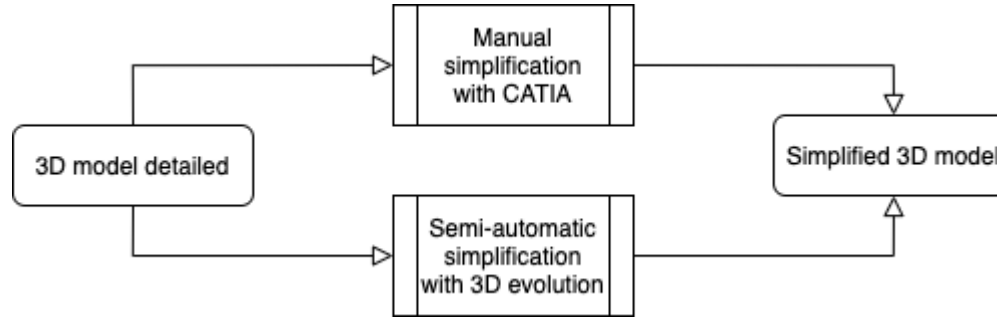 Manual
simplification
with CATIA
3D model detailed
Simplified 3D model
Semi-automatic
simplification
with 3D evolution